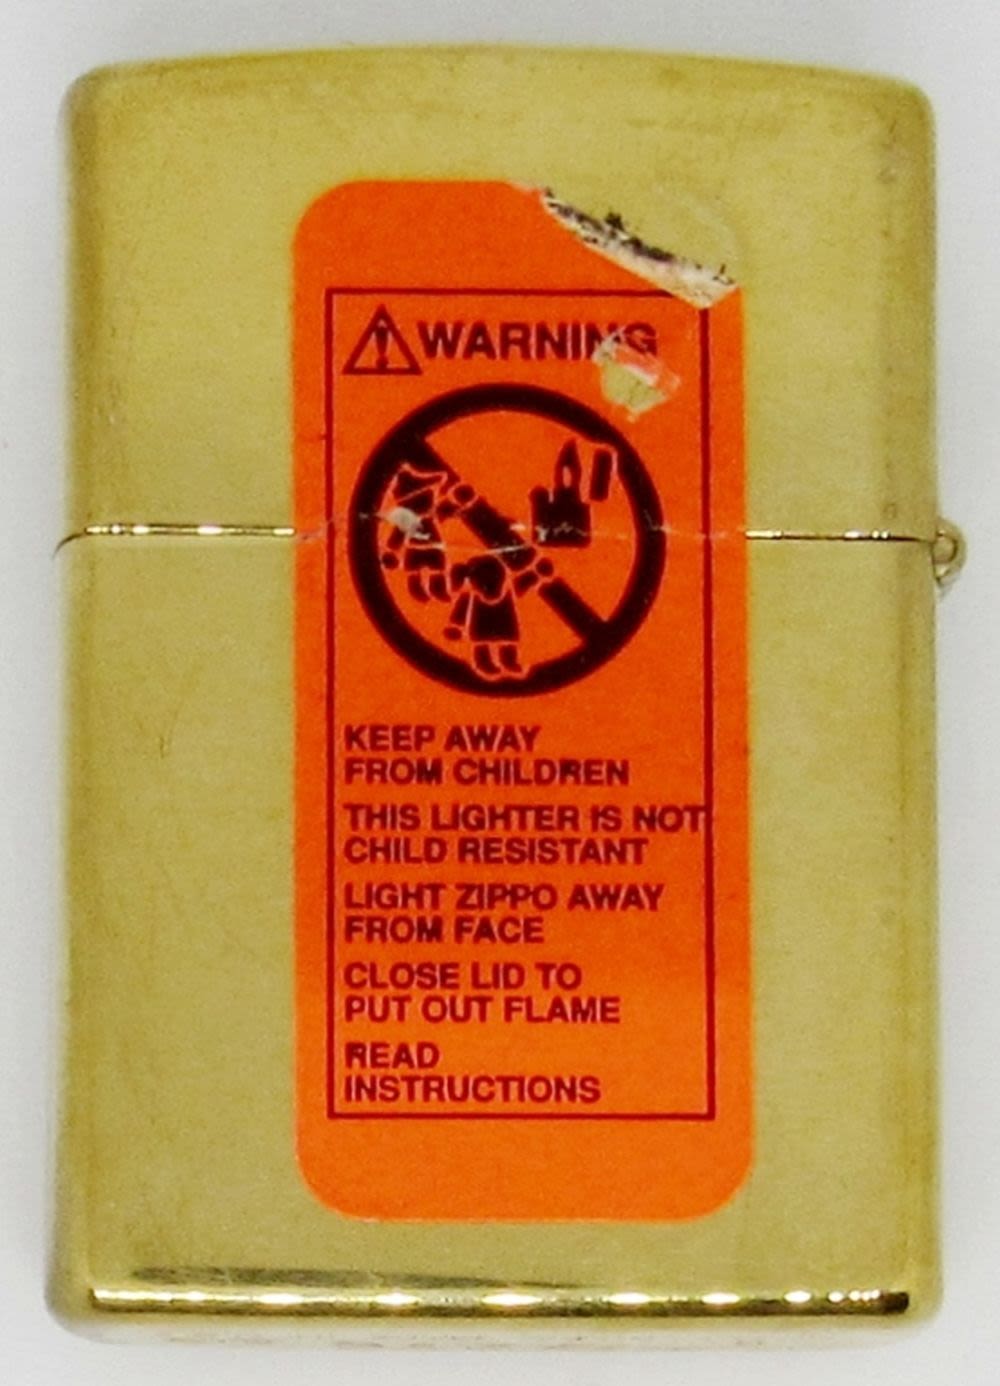 WARNING
KEEP AWAY
FROM CHILDREN
THIS LIGHTER IS NOT
CHILD RESISTANT
LIGHT ZIPPO AWAY
FROM FACE
CLOSE LID TO
PUT OUT FLAME
READ
INSTRUCTIONS